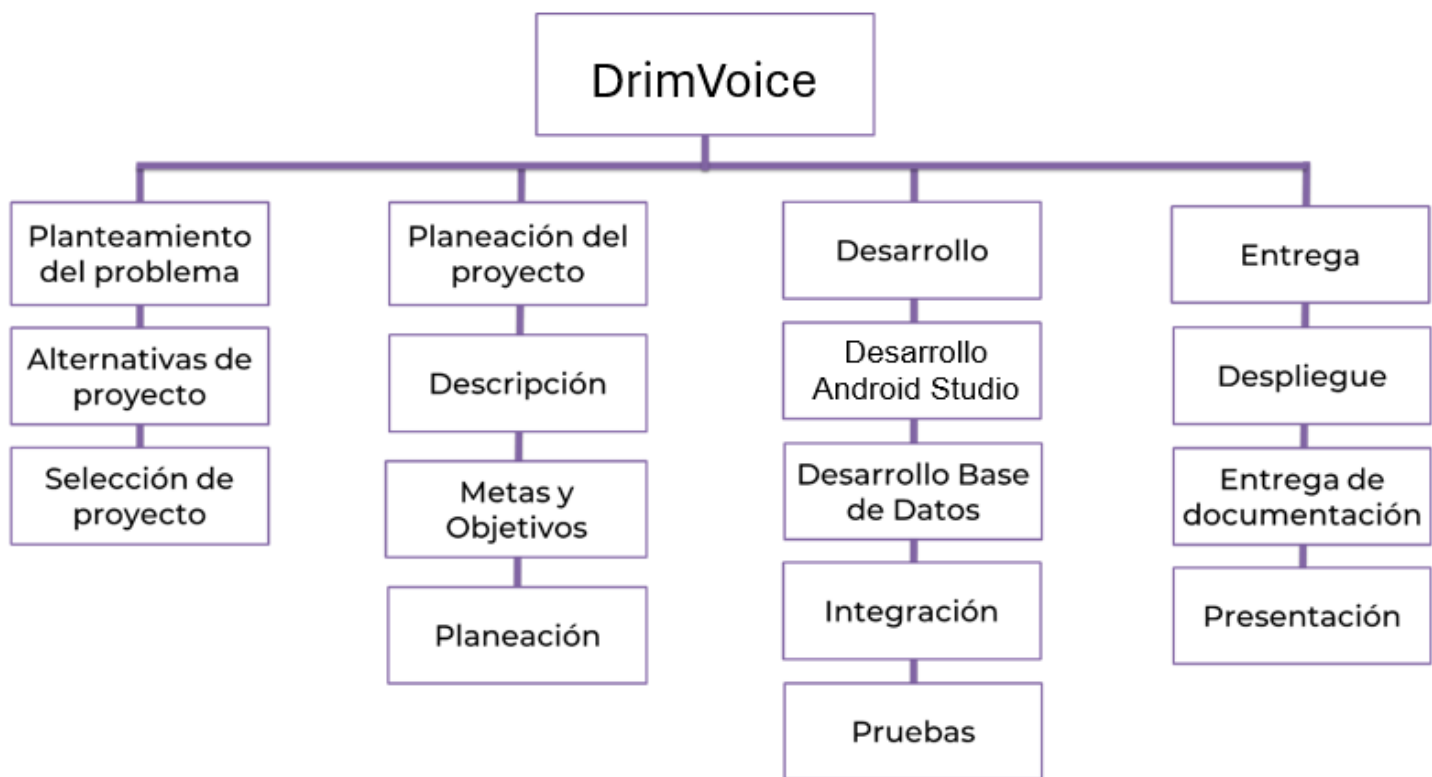 DrimVoice
Planteamiento
del problema
Alternativas de
proyecto
Selección de
proyecto
Planeación del
proyecto
Descripción
Metas y
Objetivos
Planeación
Desarrollo
Desarrollo
Android Studio
Desarrollo Base
de Datos
Integración
Pruebas
Entrega
Despliegue
Entrega de
documentación
Presentación